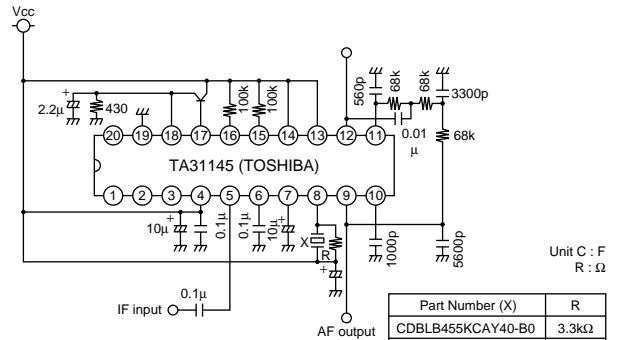 Vcc
+
2.2μ
430
100k
100k
560p
68k
68k
3300p
0.01
μ
68k
20 19 18 17 16 15 14 13 12 11
TA31145 (TOSHIBA)
1 2 3 4 5 6 7 8 9 10
10μ
+
0.1μ
0.1μ
10μ
+
X
R
+
1000p
5600p
Unit C : F
R : Ω
0.1μ
IF input
AF output
Part Number (X) R
CDBLB455KCAY40-B0 3.3kΩ